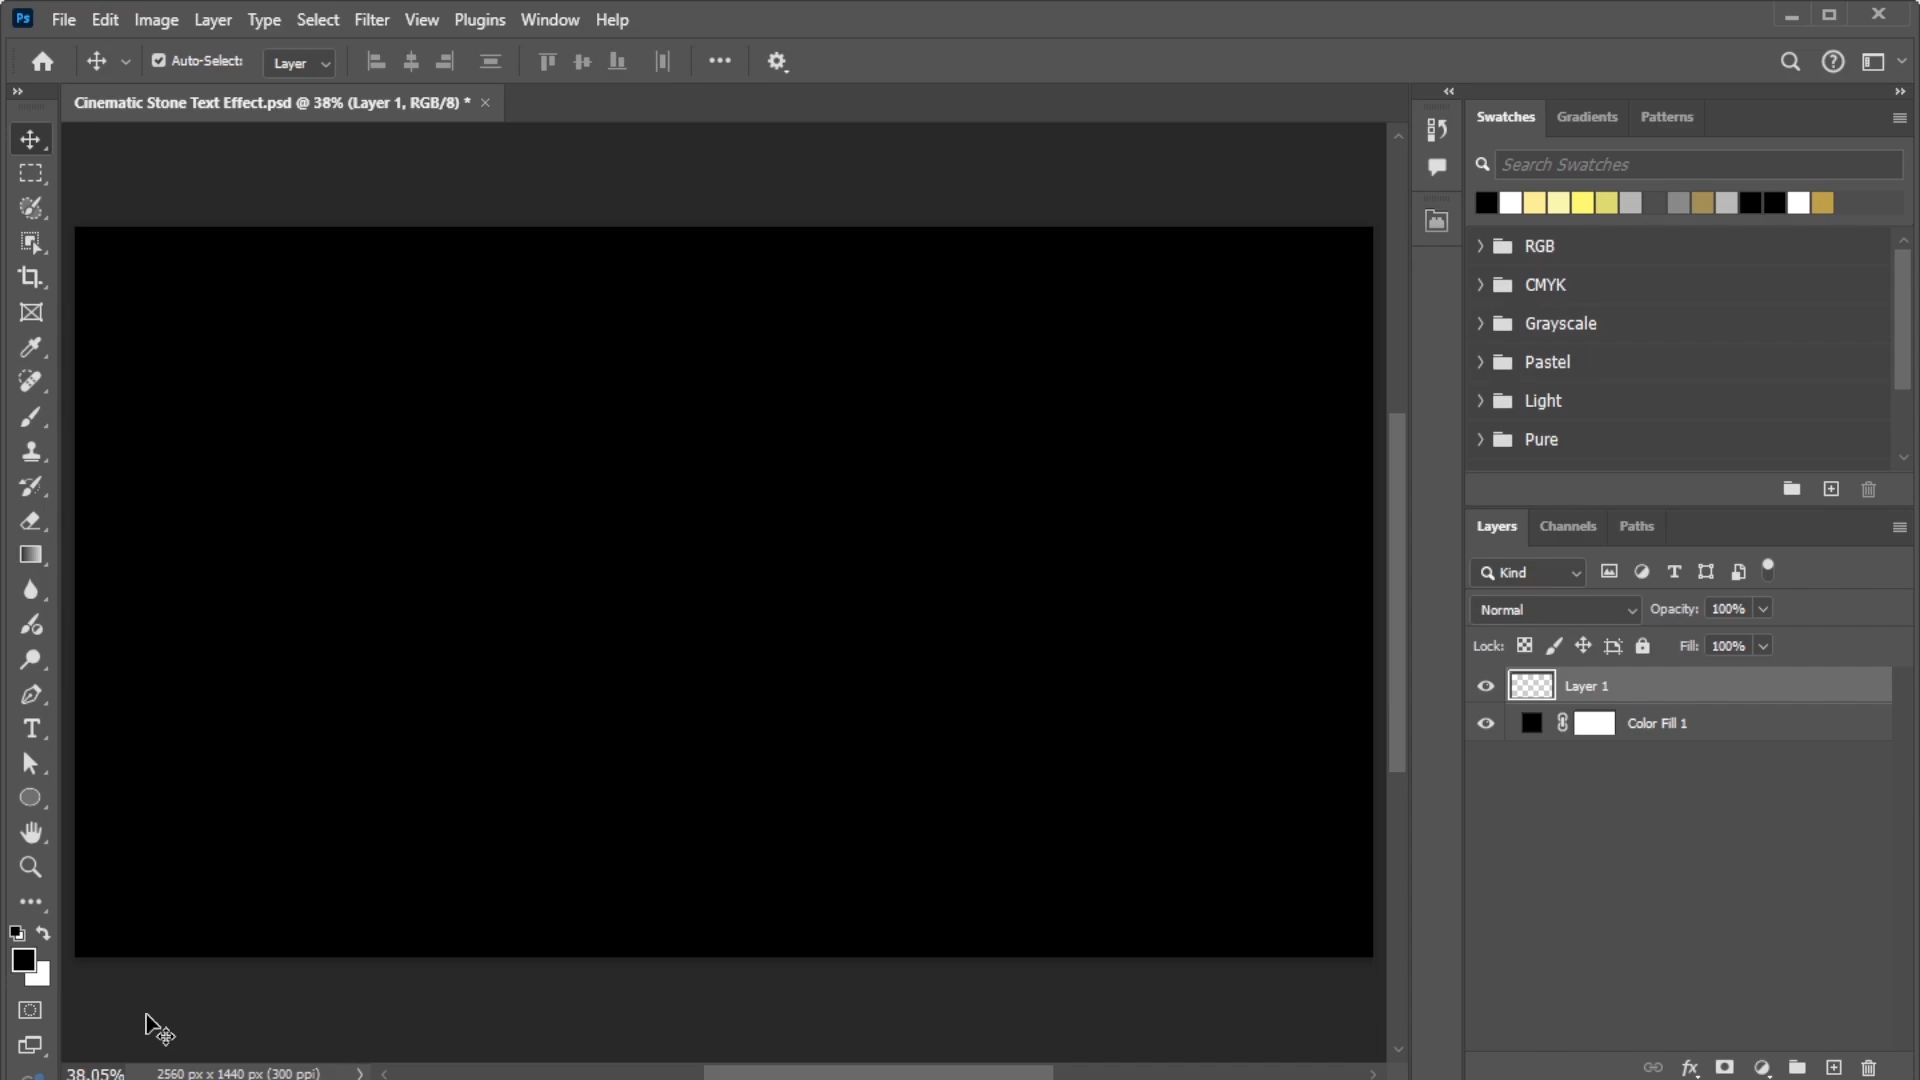 Ps File Edit Image Layer Type Select Filter View Plugins Window Help
Auto-Select: Layer
Cinematic Stone Text Effect.psd @ 38% (Layer 1, RGB/8) *
Swatches Gradients Patterns
Search Swatches
RGB
CMYK
Grayscale
Pastel
Light
Pure
Layers Channels Paths
Kind
Normal Opacity: 100%
Lock: Fill: 100%
Layer 1
Color Fill 1
38.05% 2560 px x 1440 px (300 ppi)